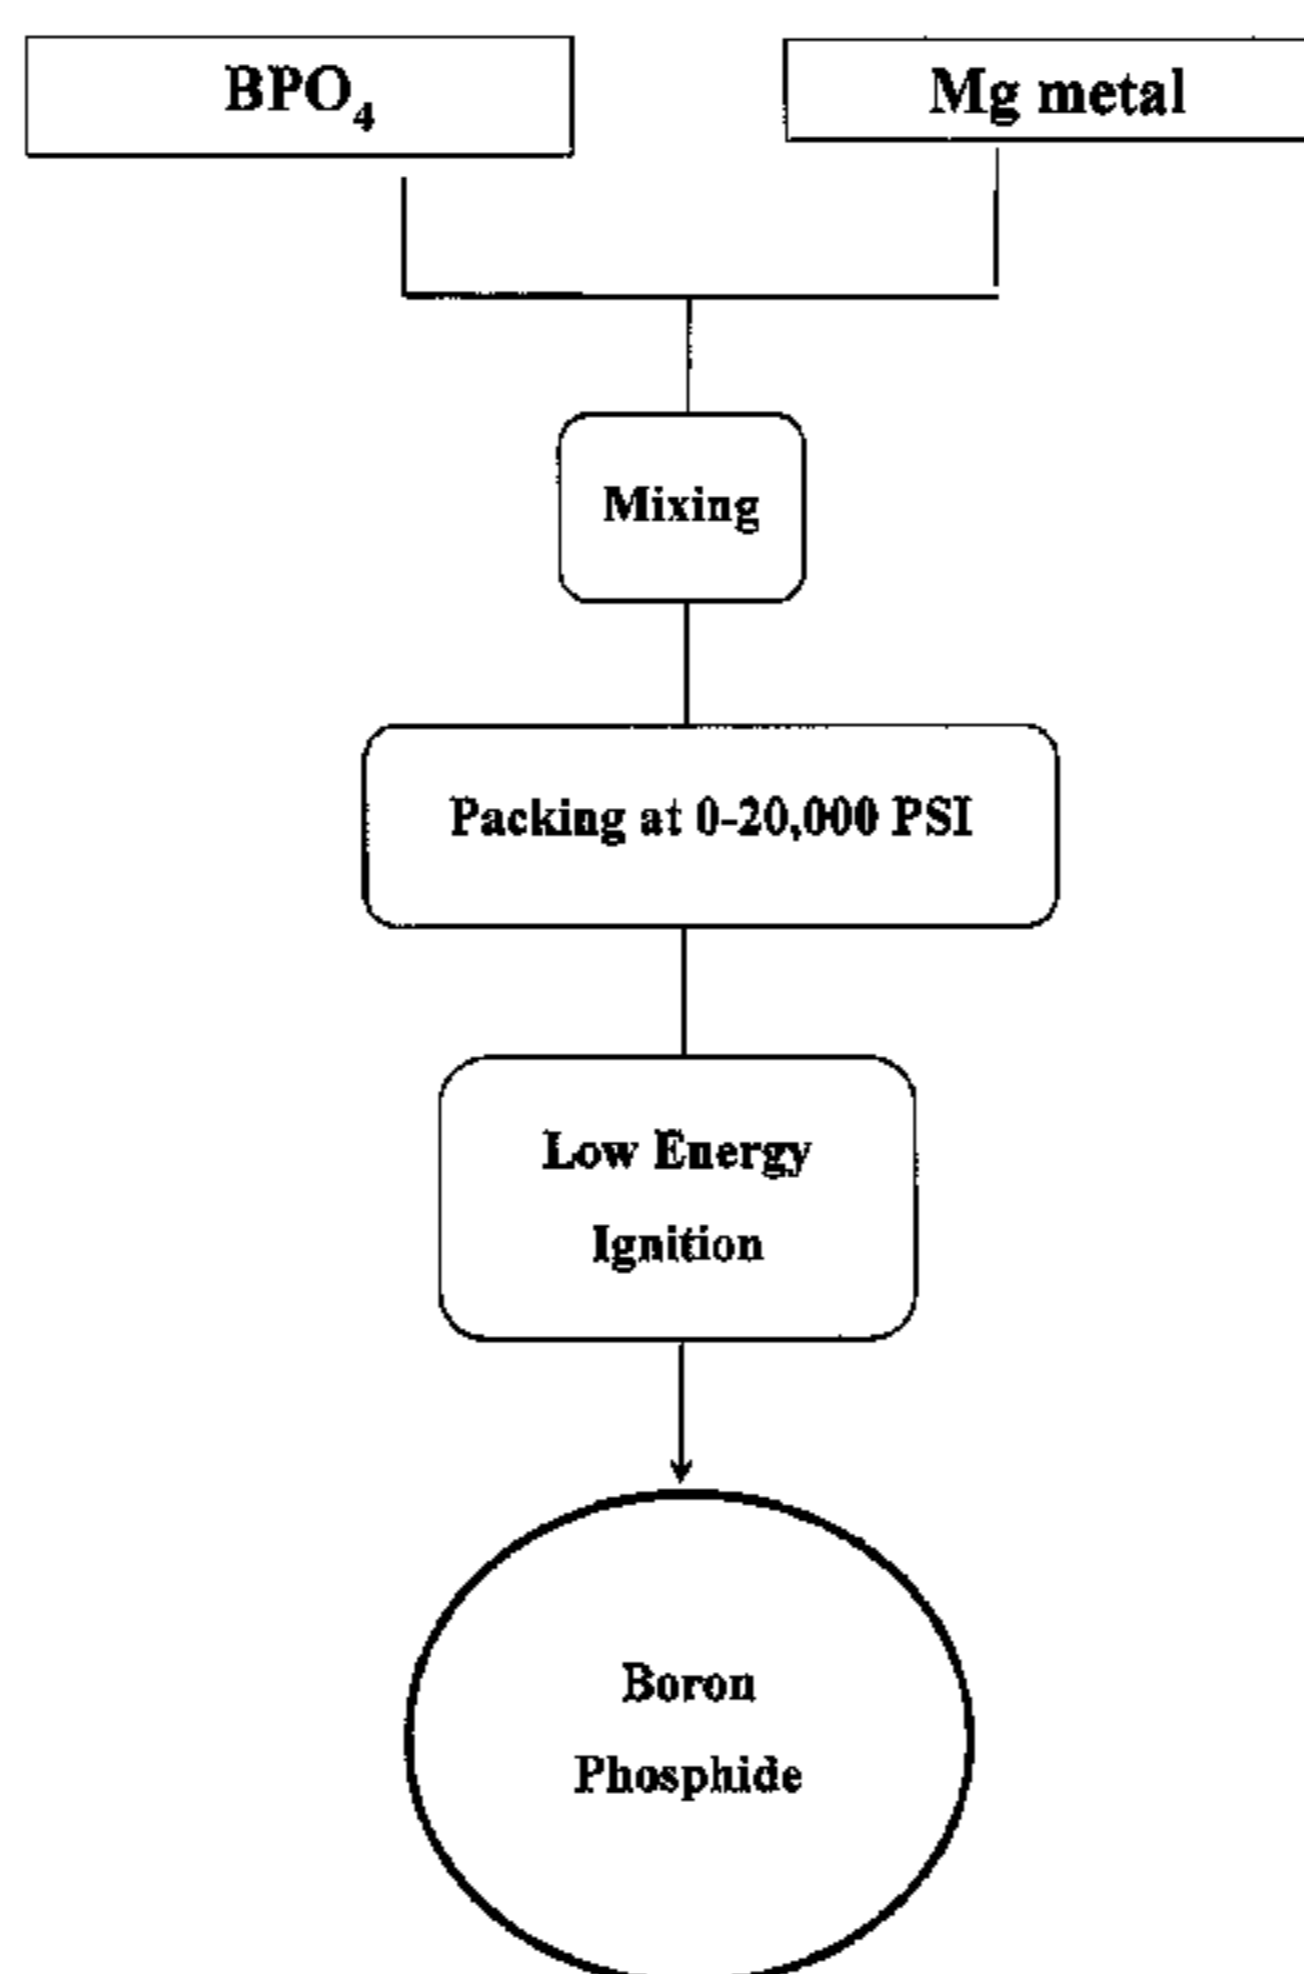 BPO₄
Mg metal
Mixing
Packing at 0-20,000 PSI
Low Energy
Ignition
Boron
Phosphide